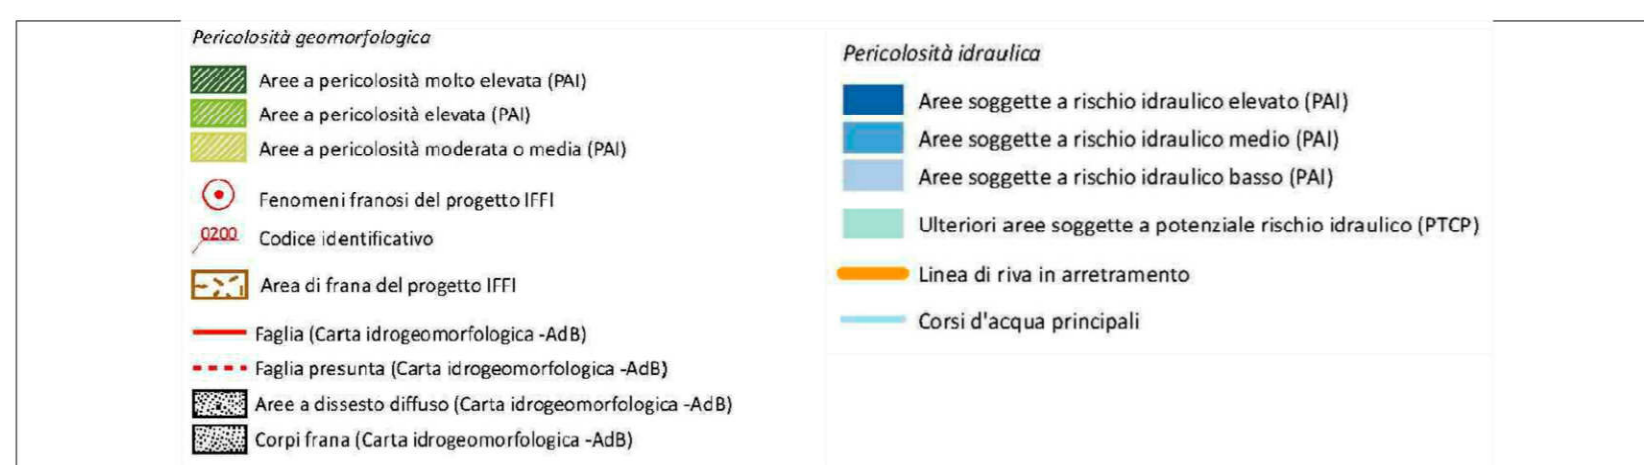 Pericolosità geomorfologica
Aree a pericolosità molto elevata (PAI)
Aree a pericolosità elevata (PAI)
Aree a pericolosità moderata o media (PAI)
Fenomeni franosi del progetto IFFI
0200 Codice identificativo
Area di frana del progetto IFFI
Faglia (Carta idrogeomorfologica -AdB)
Faglia presunta (Carta idrogeomorfologica -AdB)
Aree a dissesto diffuso (Carta idrogeomorfologica -AdB)
Corpi frana (Carta idrogeomorfologica -AdB)
Pericolosità idraulica
Aree soggette a rischio idraulico elevato (PAI)
Aree soggette a rischio idraulico medio (PAI)
Aree soggette a rischio idraulico basso (PAI)
Ulteriori aree soggette a potenziale rischio idraulico (PTCP)
Linea di riva in arretramento
Corsi d'acqua principali